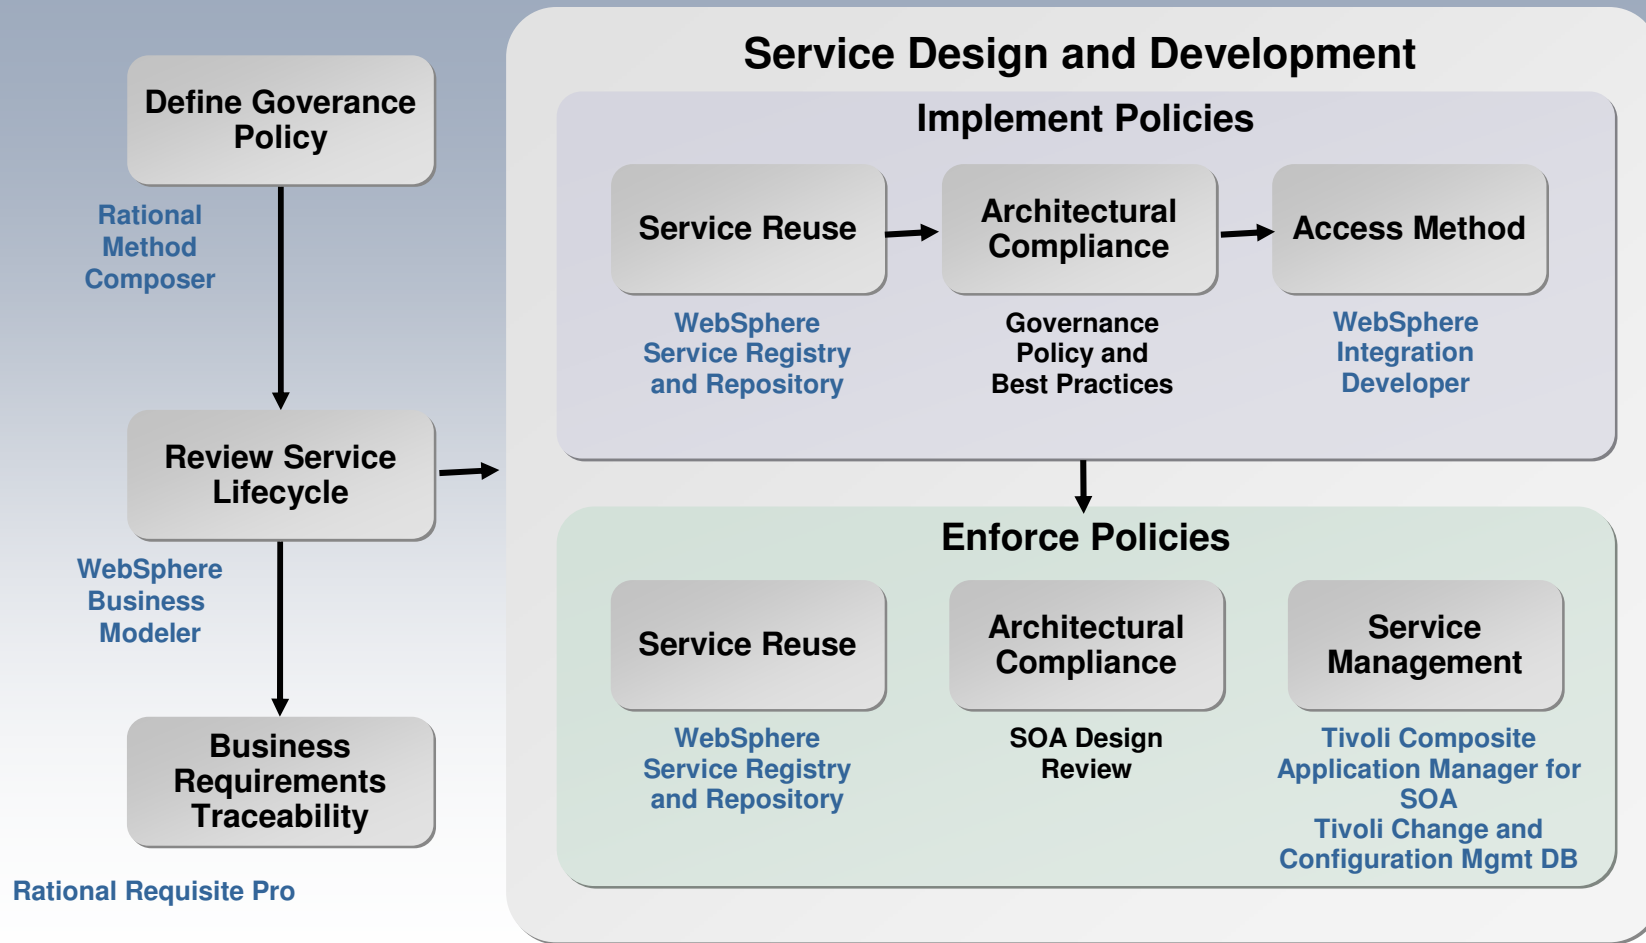 Define Goverance
Policy
Rational
Method
Composer
Review Service
Lifecycle
WebSphere
Business
Modeler
Business
Requirements
Traceability
Rational Requisite Pro
Service Design and Development
Implement Policies
Service Reuse
WebSphere
Service Registry
and Repository
Architectural
Compliance
Governance
Policy and
Best Practices
Access Method
WebSphere
Integration
Developer
Enforce Policies
Service Reuse
WebSphere
Service Registry
and Repository
Architectural
Compliance
SOA Design
Review
Service
Management
Tivoli Composite
Application Manager for
SOA
Tivoli Change and
Configuration Mgmt DB